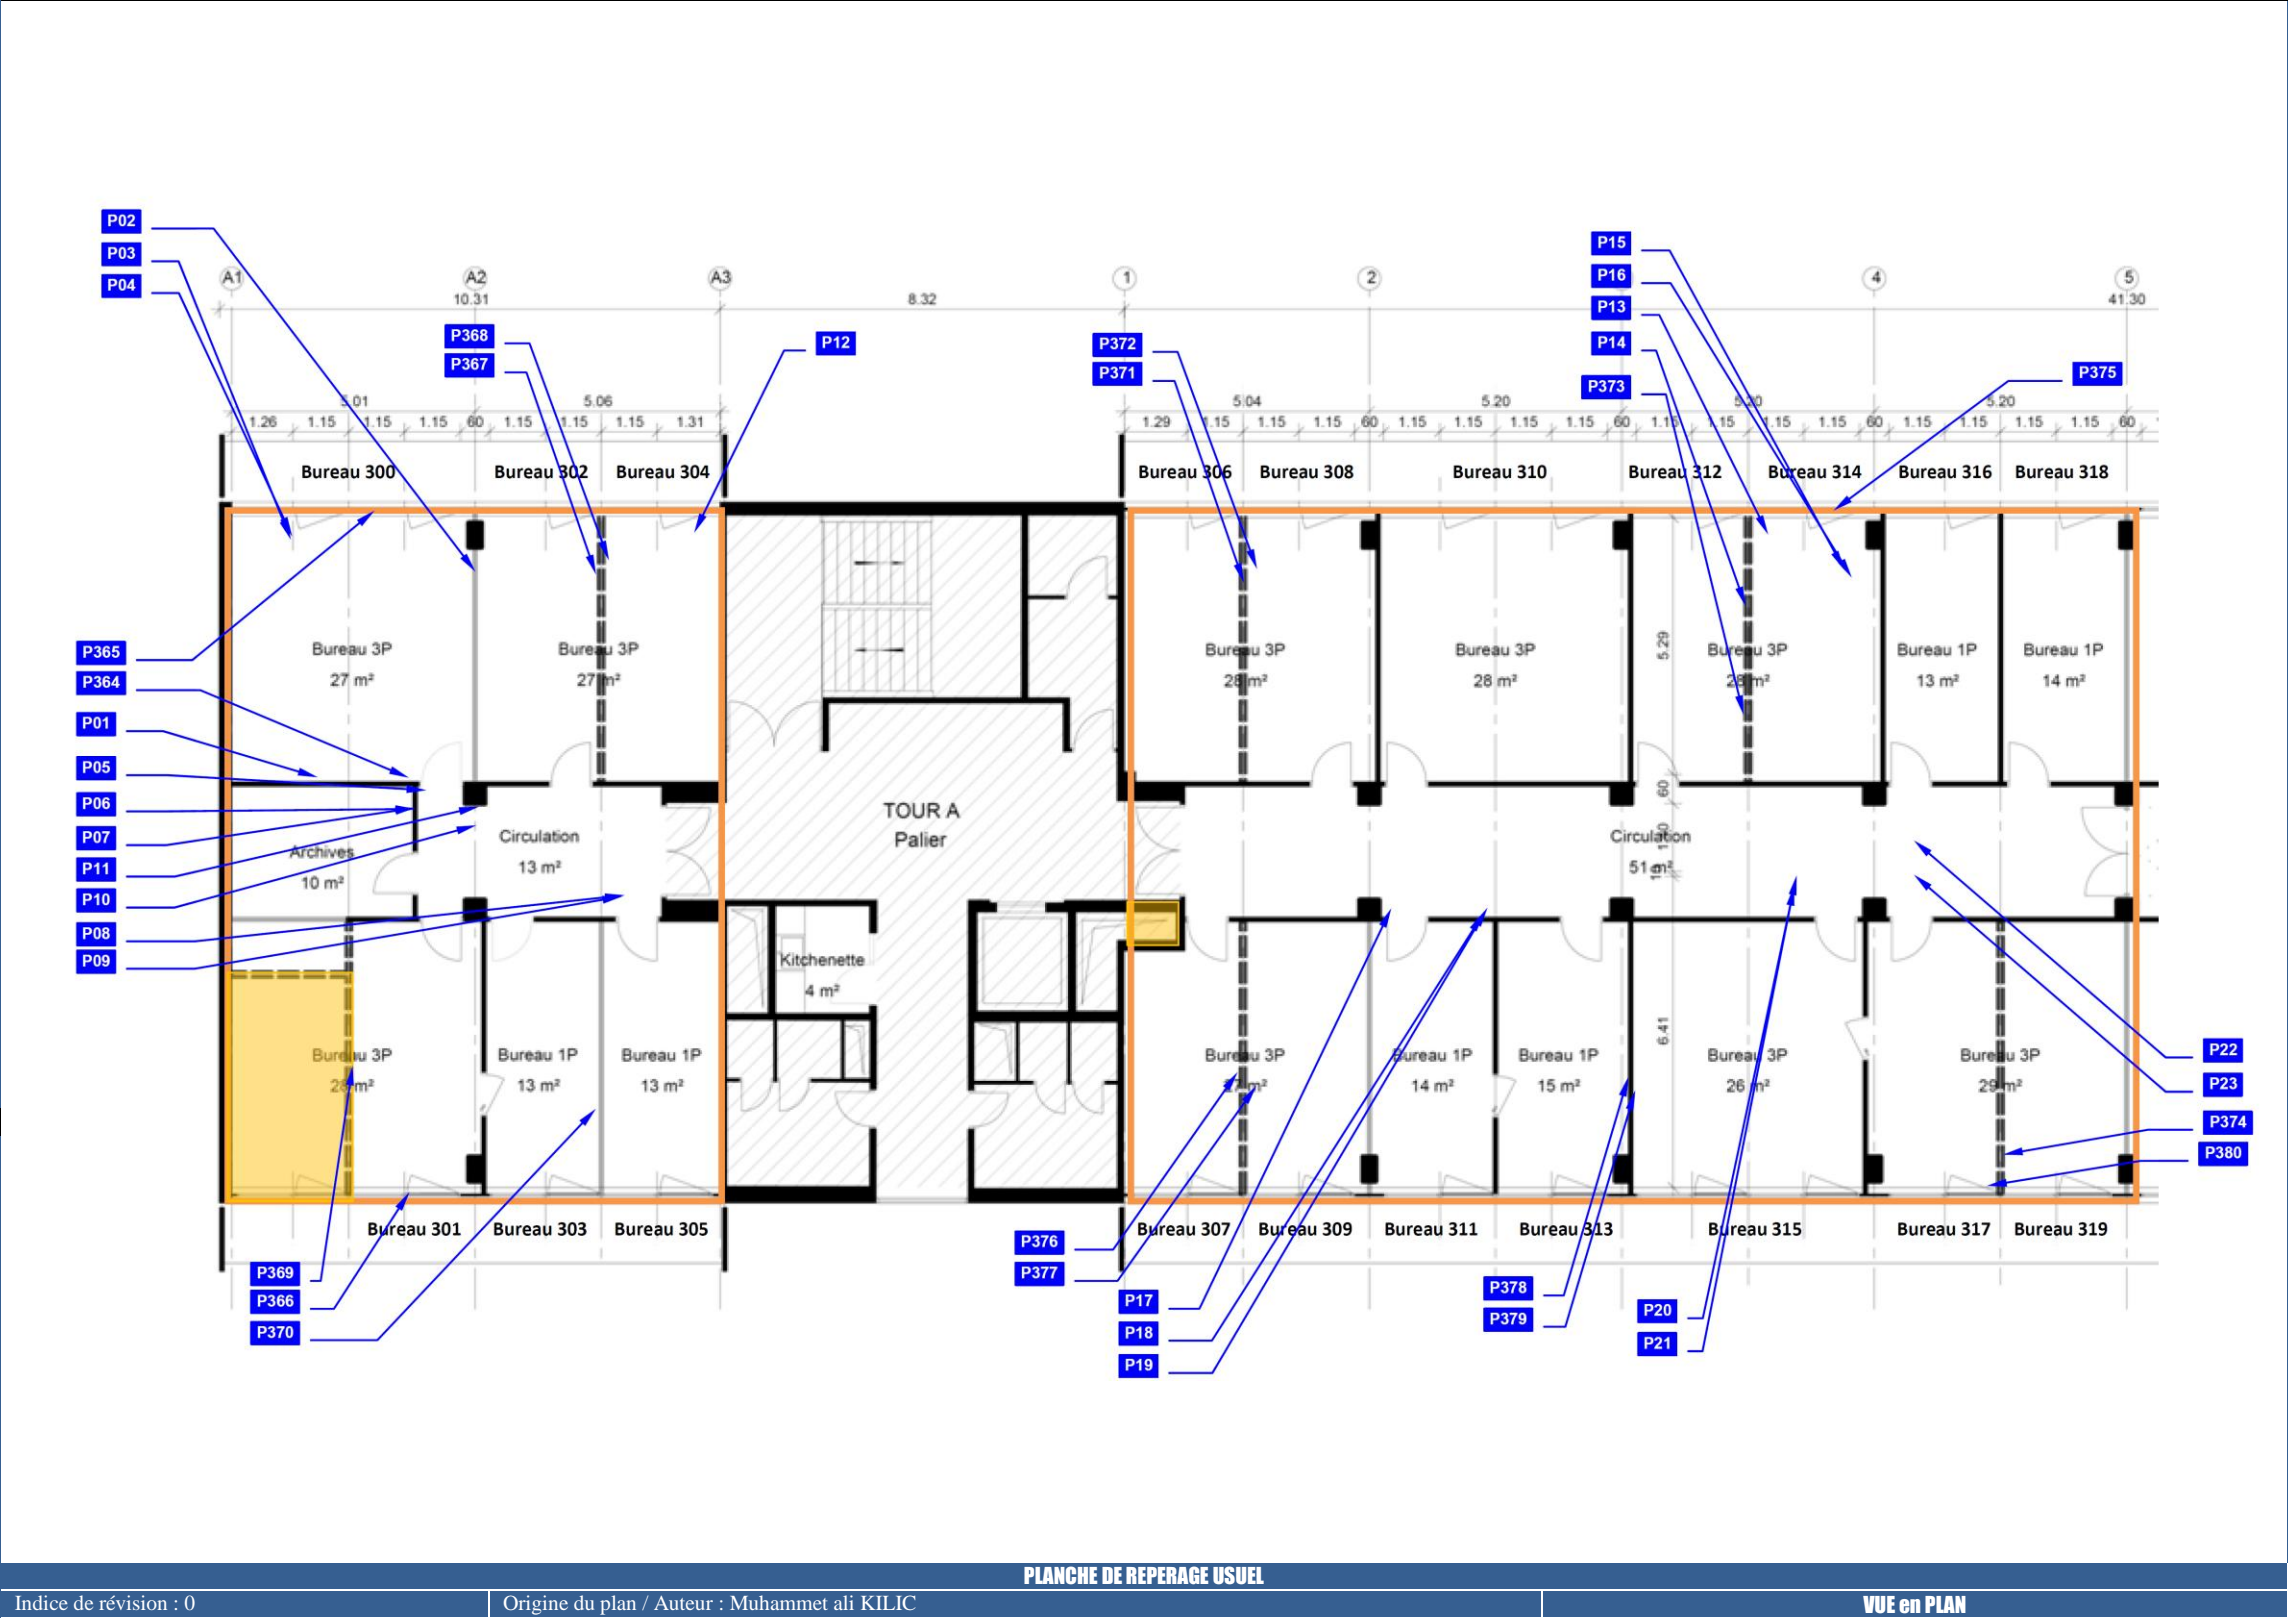 P02
P03
P04
P15
P16
P13
P14
P373
P375
A1
A2
A3
1
2
4
5
10.31
8.32
41.30
P368
P367
P12
P372
P371
5.01
5.06
5.04
5.20
5.20
5.20
1.26
1.15
1.15
1.15
60
1.15
1.15
1.15
1.31
1.29
1.15
1.15
1.15
60
1.15
1.15
1.15
1.15
60
1.15
1.15
1.15
1.15
60
1.15
1.15
1.15
1.15
60
Bureau 300
Bureau 302
Bureau 304
Bureau 306
Bureau 308
Bureau 310
Bureau 312
Bureau 314
Bureau 316
Bureau 318
P365
P364
P01
P05
P06
P07
P11
P10
P08
P09
Bureau 3P
27 m²
Bureau 3P
27 m²
Bureau 3P
28 m²
Bureau 3P
28 m²
5.29
Bureau 3P
28 m²
Bureau 1P
13 m²
Bureau 1P
14 m²
TOUR A
Palier
Archives
10 m²
Circulation
13 m²
60
Circulation
51 m²
Kitchenette
4 m²
Bureau 3P
28 m²
Bureau 1P
13 m²
Bureau 1P
13 m²
Bureau 3P
27 m²
Bureau 1P
14 m²
Bureau 1P
15 m²
6.41
Bureau 3P
26 m²
Bureau 3P
29 m²
P22
P23
P374
P380
Bureau 301
Bureau 303
Bureau 305
Bureau 307
Bureau 309
Bureau 311
Bureau 313
Bureau 315
Bureau 317
Bureau 319
P369
P366
P370
P376
P377
P17
P18
P19
P378
P379
P20
P21
PLANCHE DE REPERAGE USUEL
Indice de révision : 0
Origine du plan / Auteur : Muhammet ali KILIC
VUE en PLAN